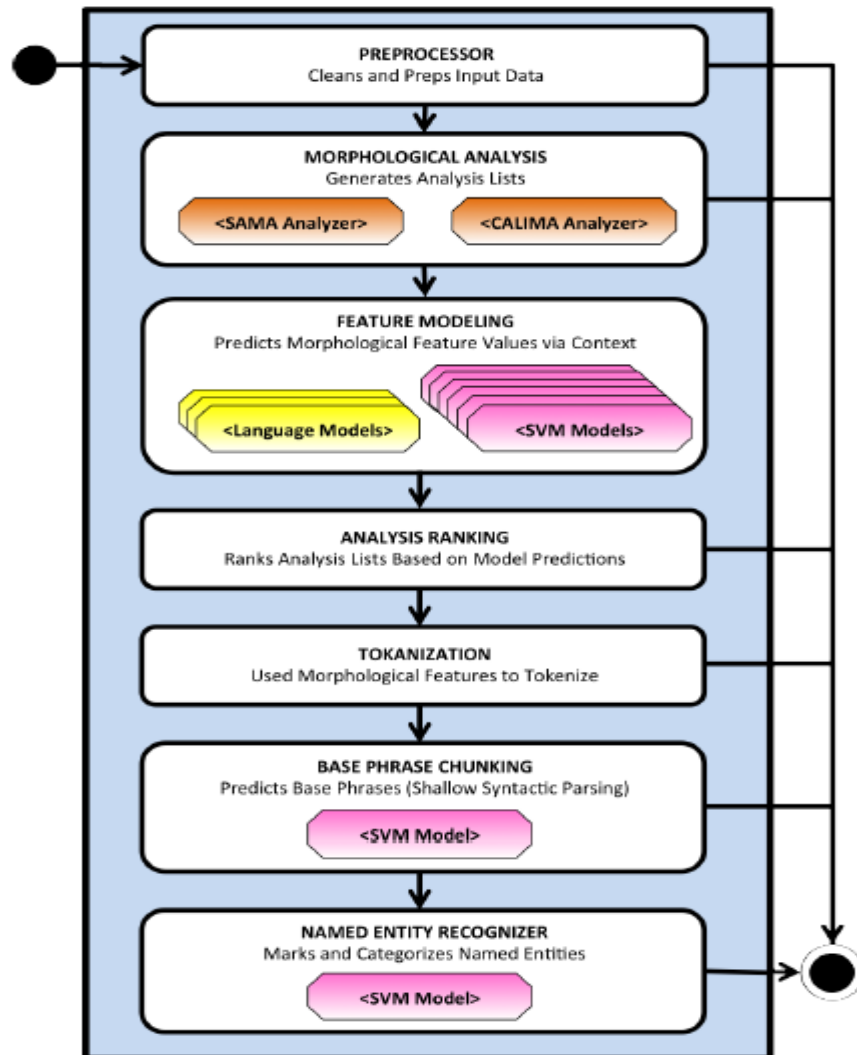 PREPROCESSOR
Cleans and Preps Input Data
MORPHOLOGICAL ANALYSIS
Generates Analysis Lists
<SAMA Analyzer>
<CALIMA Analyzer>
FEATURE MODELING
Predicts Morphological Feature Values via Context
<Language Models>
<SVM Models>
ANALYSIS RANKING
Ranks Analysis Lists Based on Model Predictions
TOKANIZATION
Used Morphological Features to Tokenize
BASE PHRASE CHUNKING
Predicts Base Phrases (Shallow Syntactic Parsing)
<SVM Model>
NAMED ENTITY RECOGNIZER
Marks and Categorizes Named Entities
<SVM Model>